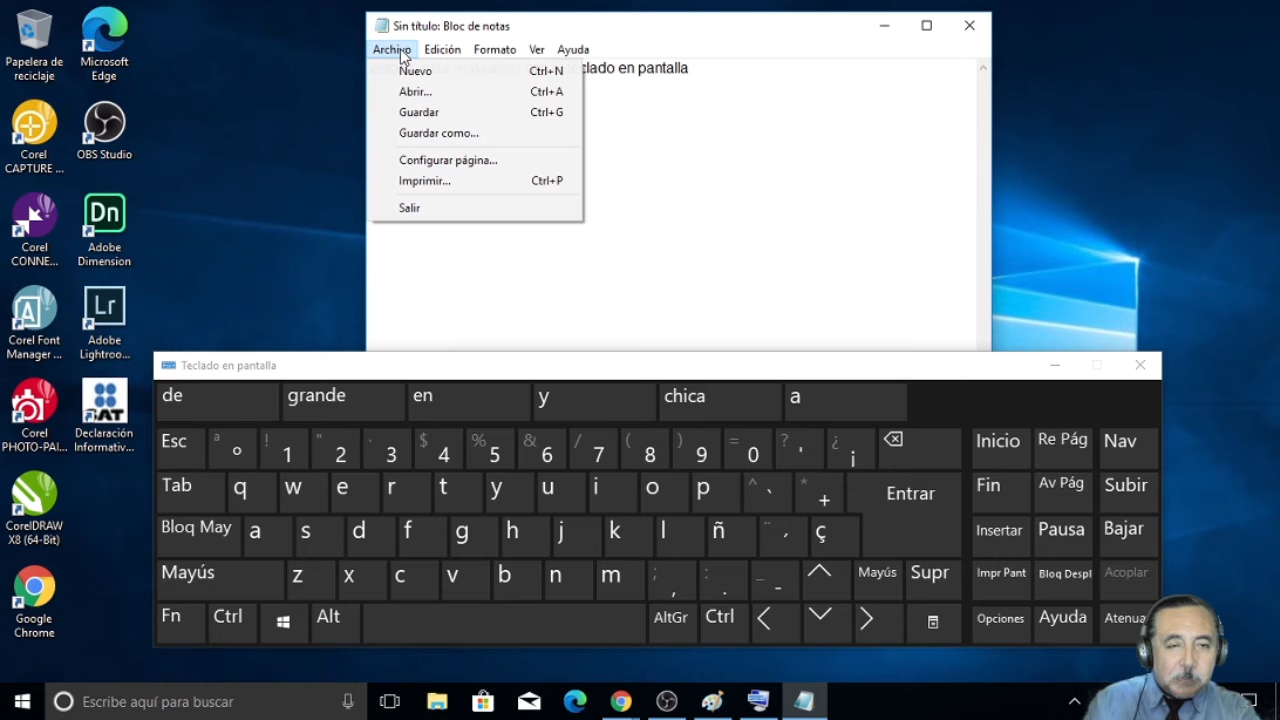 Papelera de
reciclaje
Microsoft
Edge
Corel
CAPTURE ...
OBS Studio
Corel
CONNE...
Adobe
Dimension
Corel Font
Manager ...
Lr
Adobe
Lightroo...
Corel
PHOTO-PAI...
SAT
Declaración
Informativ...
CorelDRAW
X8 (64-Bit)
Google
Chrome
Dn
Sin título: Bloc de notas
Archivo Edición Formato Ver Ayuda
clado en pantalla
Nuevo Ctrl+N
Abrir... Ctrl+A
Guardar Ctrl+G
Guardar como...
Configurar página...
Imprimir... Ctrl+P
Salir
Teclado en pantalla
de grande en y chica a
Esc ª º ! 1 " 2 · 3 $ 4 % 5 & 6 / 7 ( 8 ) 9 = 0 ? ' ¿ ¡ Inicio Re Pág Nav
Tab q w e r t y u i o p ^ ` * + Entrar Fin Av Pág Subir
Bloq May a s d f g h j k l ñ ¨ ´ ç Insertar Pausa Bajar
Mayús z x c v b n m ; , : . _ - Mayús Supr Impr Pant Bloq Despl Acoplar
Fn Ctrl Alt AltGr Ctrl Opciones Ayuda Atenua
Escribe aquí para buscar